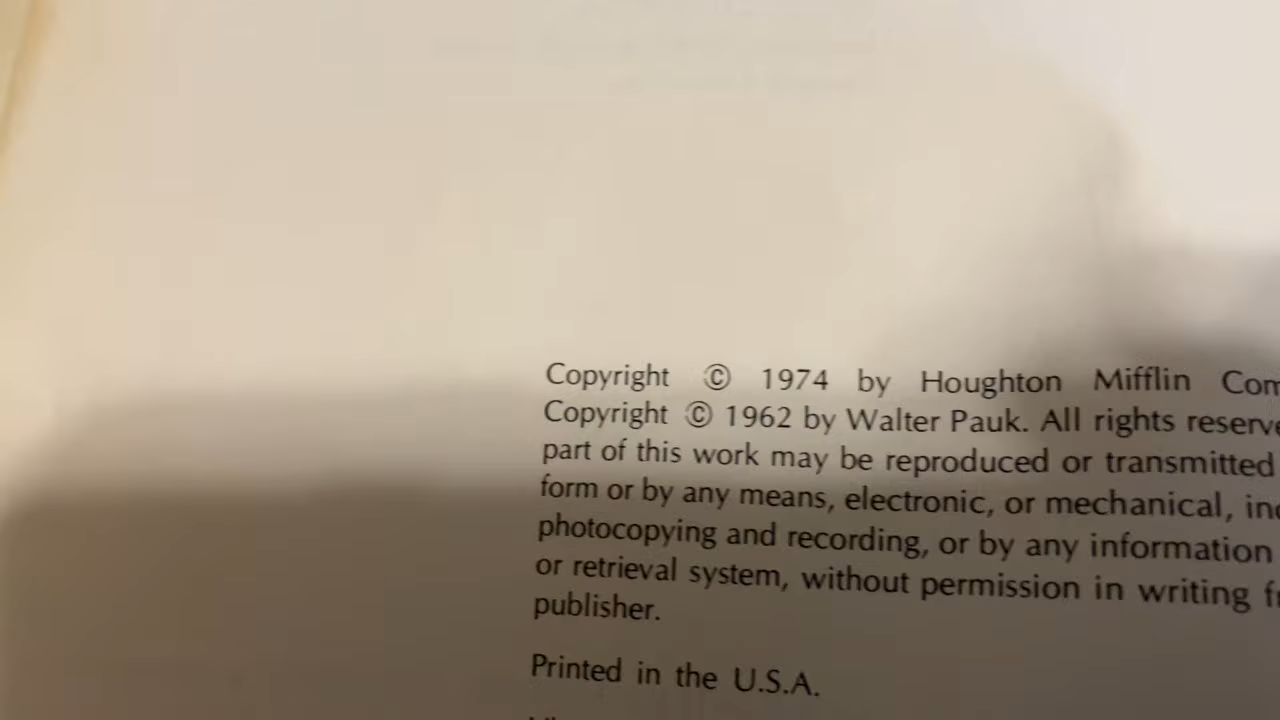 Copyright © 1974 by Houghton Mifflin
Copyright © 1962 by Walter Pauk. All rights
part of this work may be reproduced or transmitted
form or by any means, electronic, or mechanical,
photocopying and recording, or by any information
or retrieval system, without permission in writing
publisher.
Printed in the U.S.A.